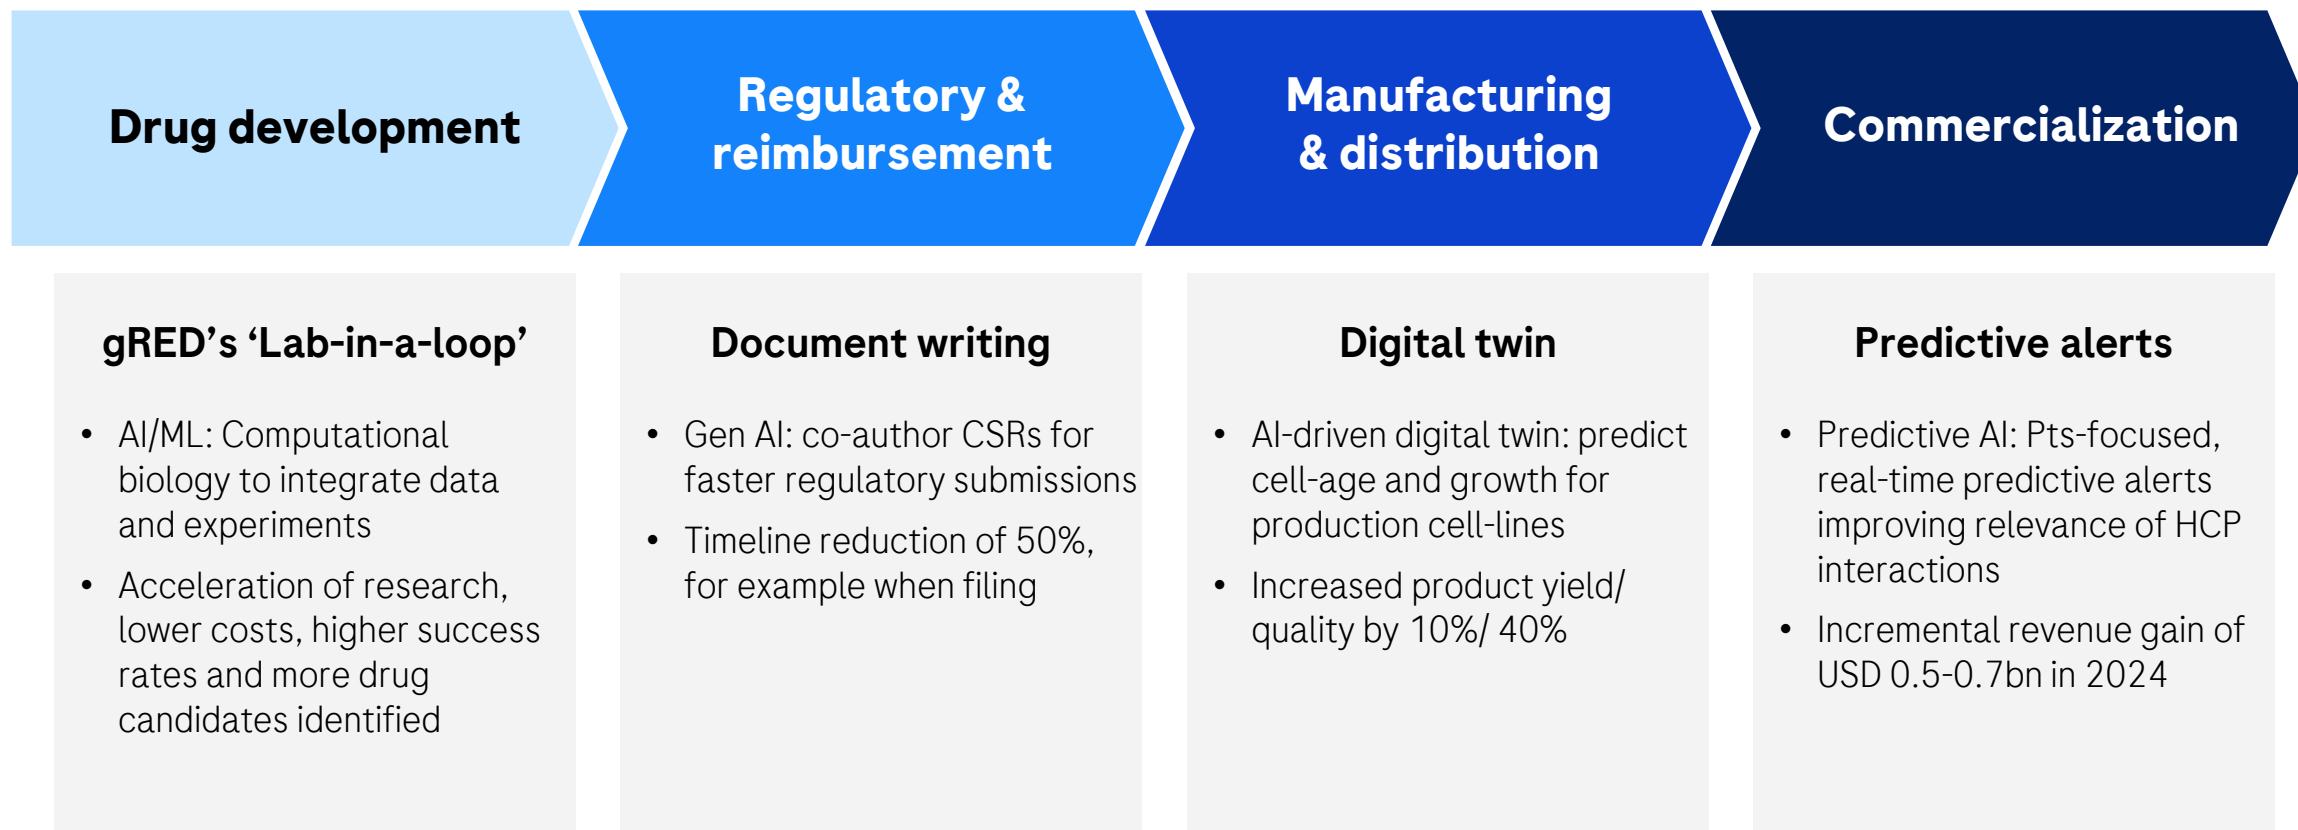 Drug development
Regulatory &
reimbursement
Manufacturing
& distribution
Commercialization
gRED’s ‘Lab-in-a-loop’
• AI/ML: Computational
biology to integrate data
and experiments
• Acceleration of research,
lower costs, higher success
rates and more drug
candidates identified
Document writing
• Gen AI: co-author CSRs for
faster regulatory submissions
• Timeline reduction of 50%,
for example when filing
Digital twin
• AI-driven digital twin: predict
cell-age and growth for
production cell-lines
• Increased product yield/
quality by 10%/ 40%
Predictive alerts
• Predictive AI: Pts-focused,
real-time predictive alerts
improving relevance of HCP
interactions
• Incremental revenue gain of
USD 0.5-0.7bn in 2024